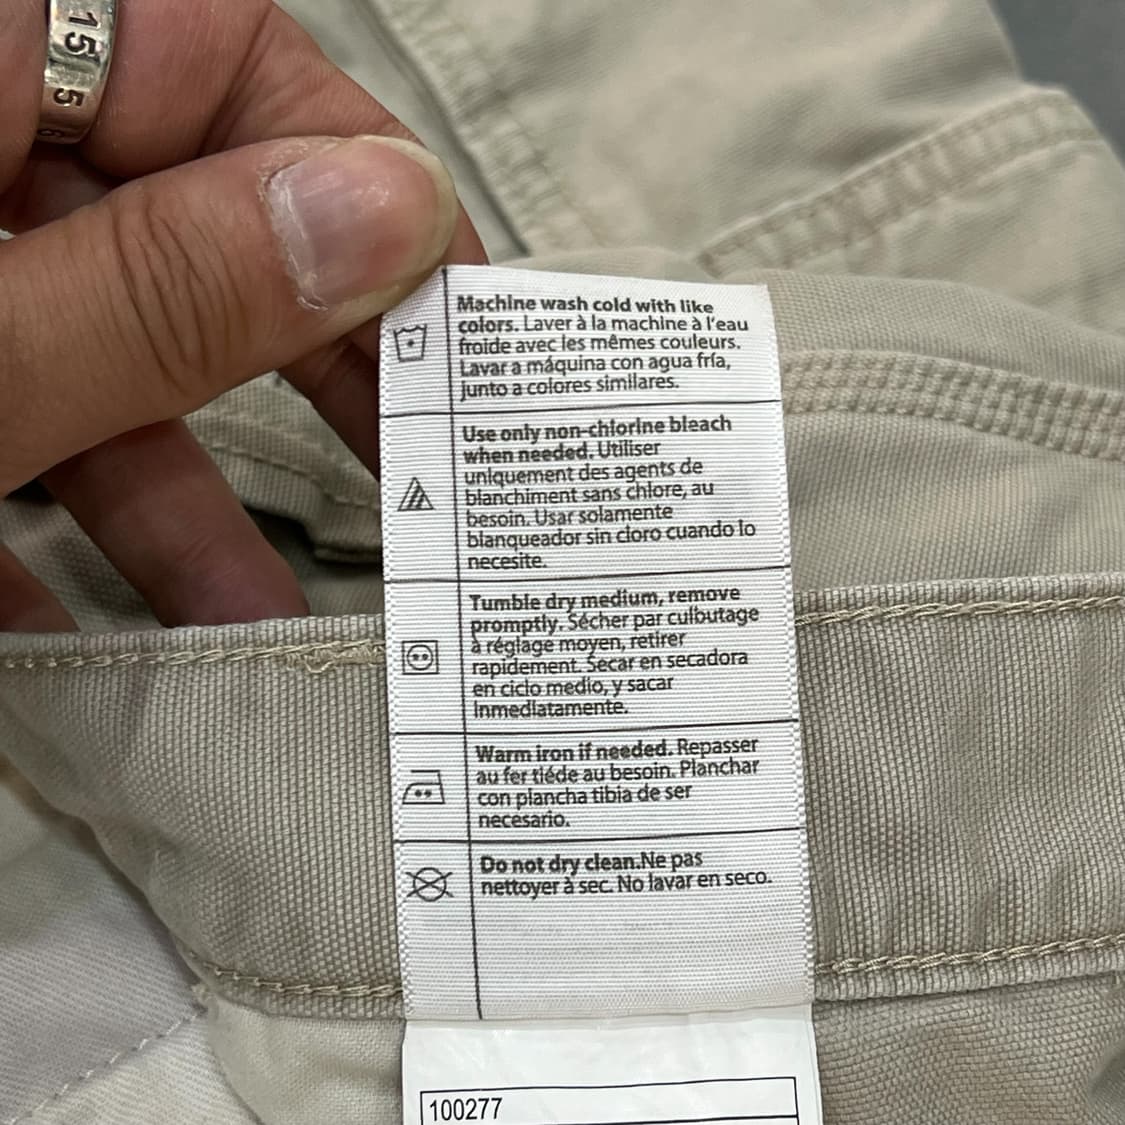 15
5
6
Machine wash cold with like
colors. Laver à la machine à l'eau
froide avec les mêmes couleurs.
Lavar a máquina con agua fría,
junto a colores similares.
Use only non-chlorine bleach
when needed. Utiliser
uniquement des agents de
blanchiment sans chlore, au
besoin. Usar solamente
blanqueador sin cloro cuando lo
necesite.
Tumble dry medium, remove
promptly. Sécher par culbutage
à réglage moyen, retirer
rapidement. Secar en secadora
en ciclo medio, y sacar
inmediatamente.
Warm iron if needed. Repasser
au fer tiéde au besoin. Planchar
con plancha tibia de ser
necesario.
Do not dry clean.Ne pas
nettoyer à sec. No lavar en seco.
100277